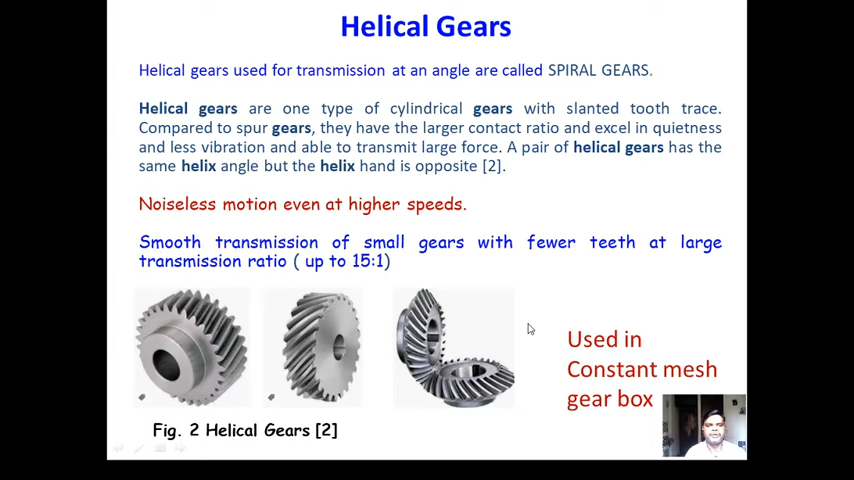 Helical Gears
Helical gears used for transmission at an angle are called SPIRAL GEARS.
Helical gears are one type of cylindrical gears with slanted tooth trace.
Compared to spur gears, they have the larger contact ratio and excel in quietness
and less vibration and able to transmit large force. A pair of helical gears has the
same helix angle but the helix hand is opposite [2].
Noiseless motion even at higher speeds.
Smooth transmission of small gears with fewer teeth at large
transmission ratio ( up to 15:1)
Used in
Constant mesh
gear box
Fig. 2 Helical Gears [2]